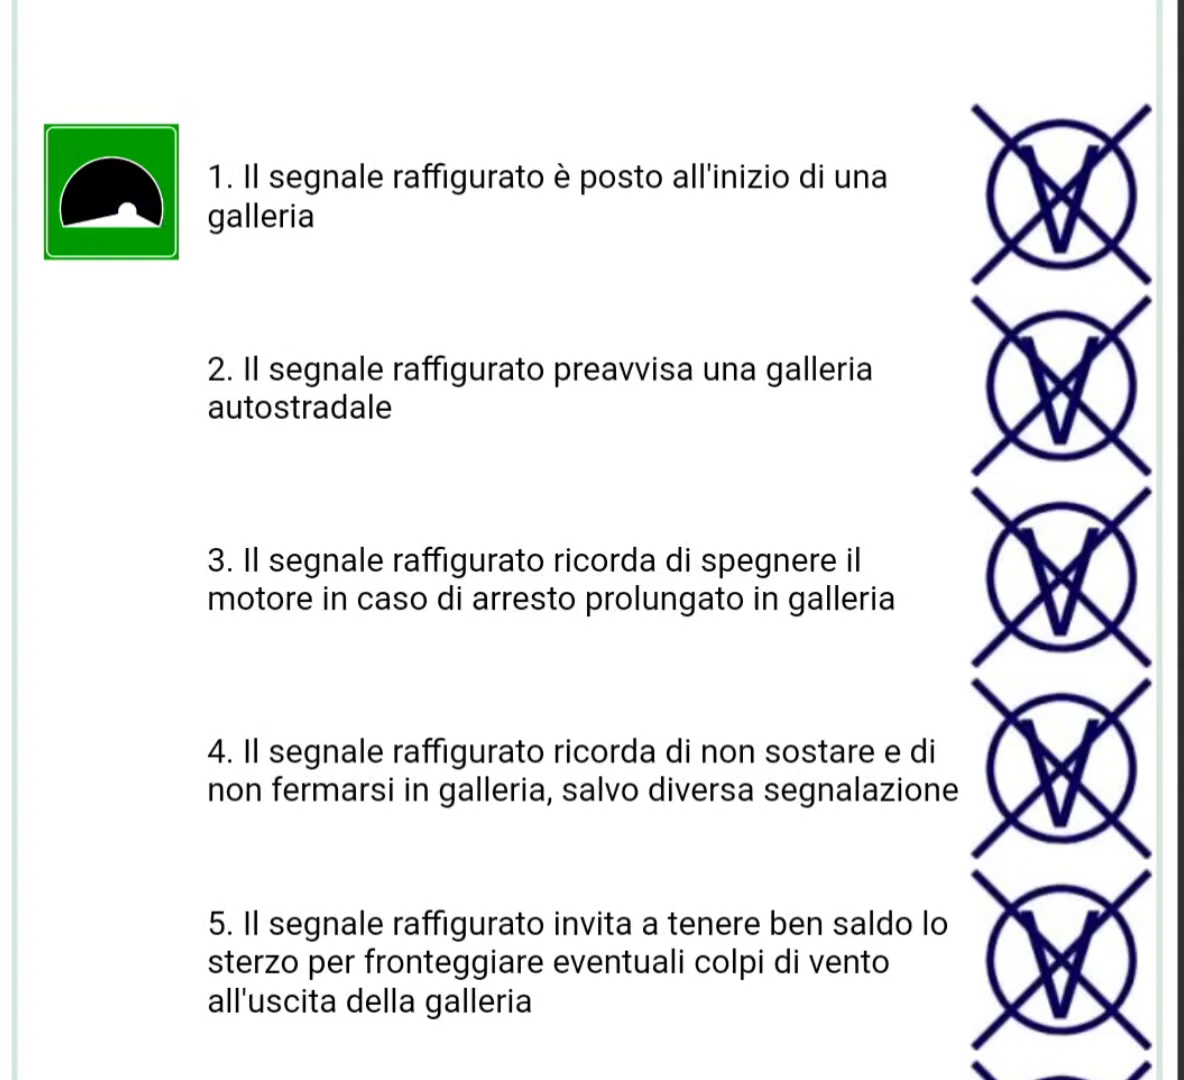 1. Il segnale raffigurato è posto all'inizio di una
galleria
V
2. Il segnale raffigurato preavvisa una galleria
autostradale
V
3. Il segnale raffigurato ricorda di spegnere il
motore in caso di arresto prolungato in galleria
V
4. Il segnale raffigurato ricorda di non sostare e di
non fermarsi in galleria, salvo diversa segnalazione
V
5. Il segnale raffigurato invita a tenere ben saldo lo
sterzo per fronteggiare eventuali colpi di vento
all'uscita della galleria
V